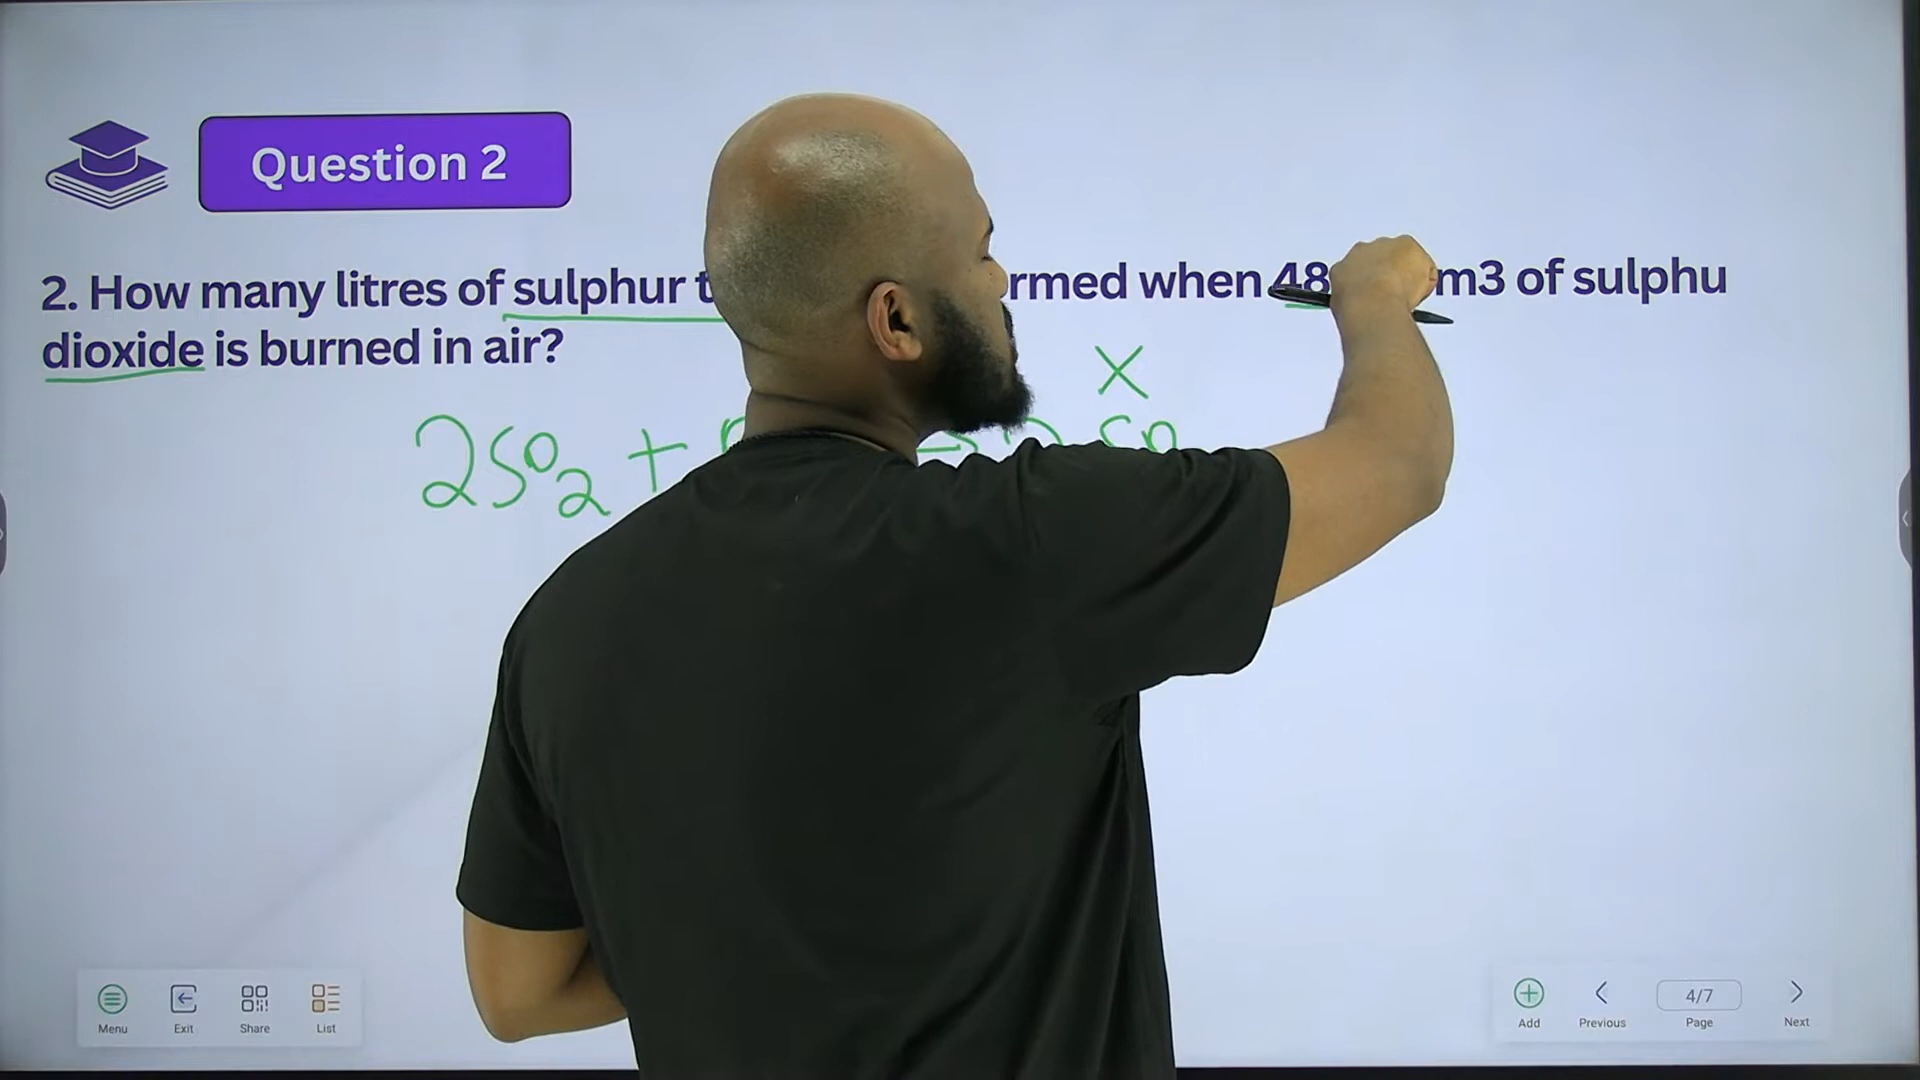 Question 2
2. How many litres of sulphur when 48 m3 of sulphu
dioxide is burned in air?
X
2SO2 +
Menu Exit Share List
Add Previous 4/7 Page Next